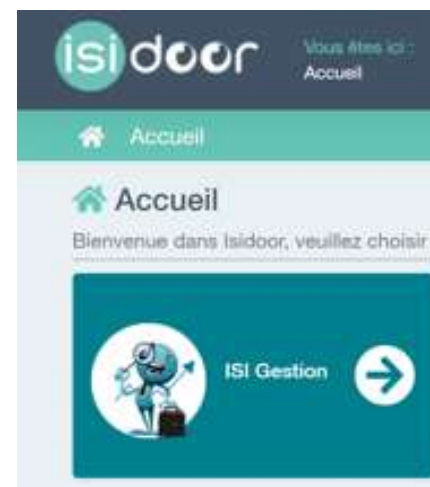 isidoor
Vous êtes ici :
Accueil
Accueil
Accueil
Bienvenue dans Isidoor, veuillez choisir
ISI Gestion